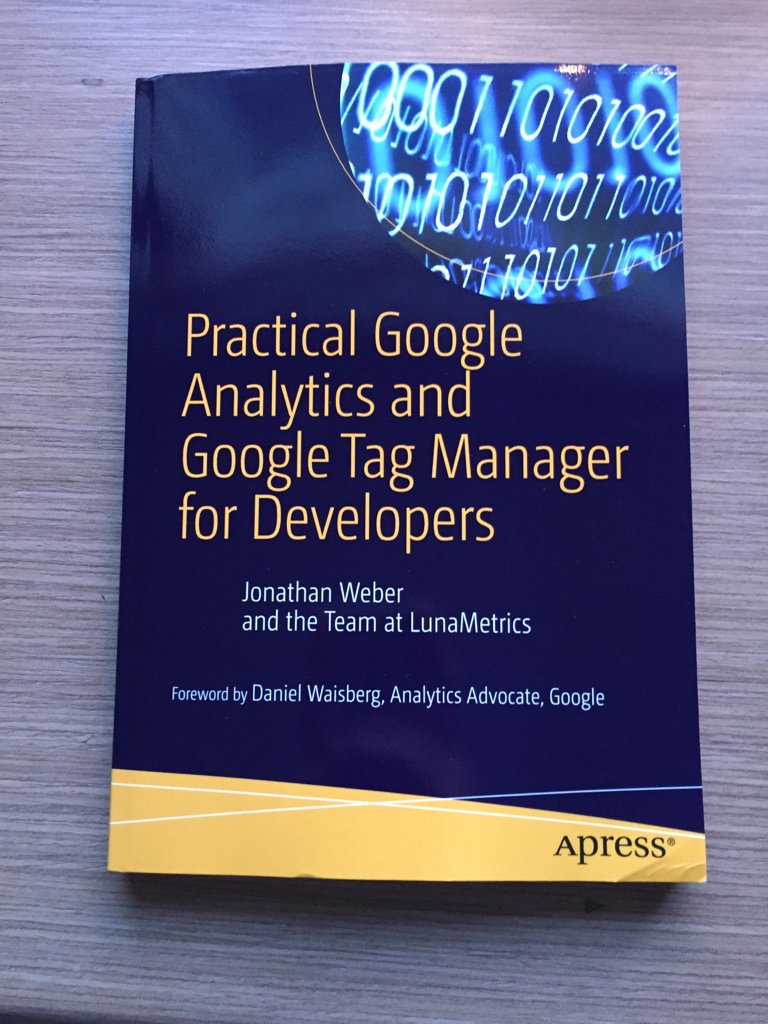 Practical Google
Analytics and
Google Tag Manager
for Developers
Jonathan Weber
and the Team at LunaMetrics
Foreword by Daniel Waisberg, Analytics Advocate, Google
Apress®